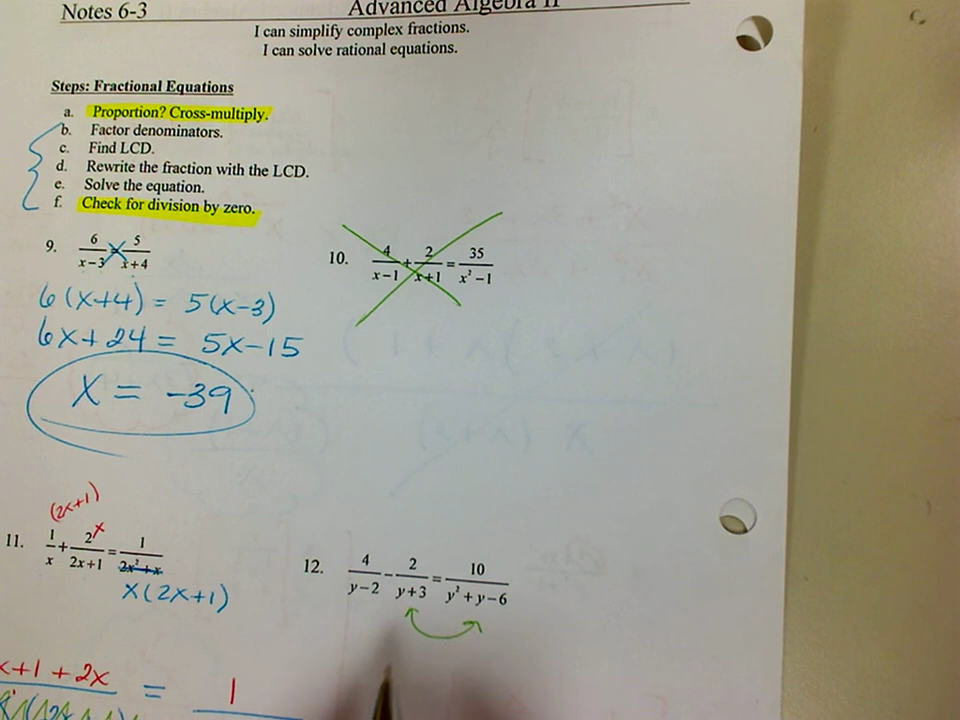 Notes 6-3 Advanced Algebra II
I can simplify complex fractions.
I can solve rational equations.
Steps: Fractional Equations
a. Proportion? Cross-multiply.
b. Factor denominators.
c. Find LCD.
d. Rewrite the fraction with the LCD.
e. Solve the equation.
f. Check for division by zero.
9. 6/(x-3) = 5/(x+4)
6(x+4) = 5(x-3)
6x+24 = 5x-15
x = -39
10. 4/(x-1) + 2/(x+1) = 35/(x²-1)
(2x+1) x
11. 1/x + 2/(2x+1) = 1/(2x²+x)
x(2x+1)
x+1 + 2x = 1
12. 4/(y-2) - 2/(y+3) = 10/(y²+y-6)